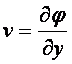 𝒗 = ∂𝝋/∂𝒚